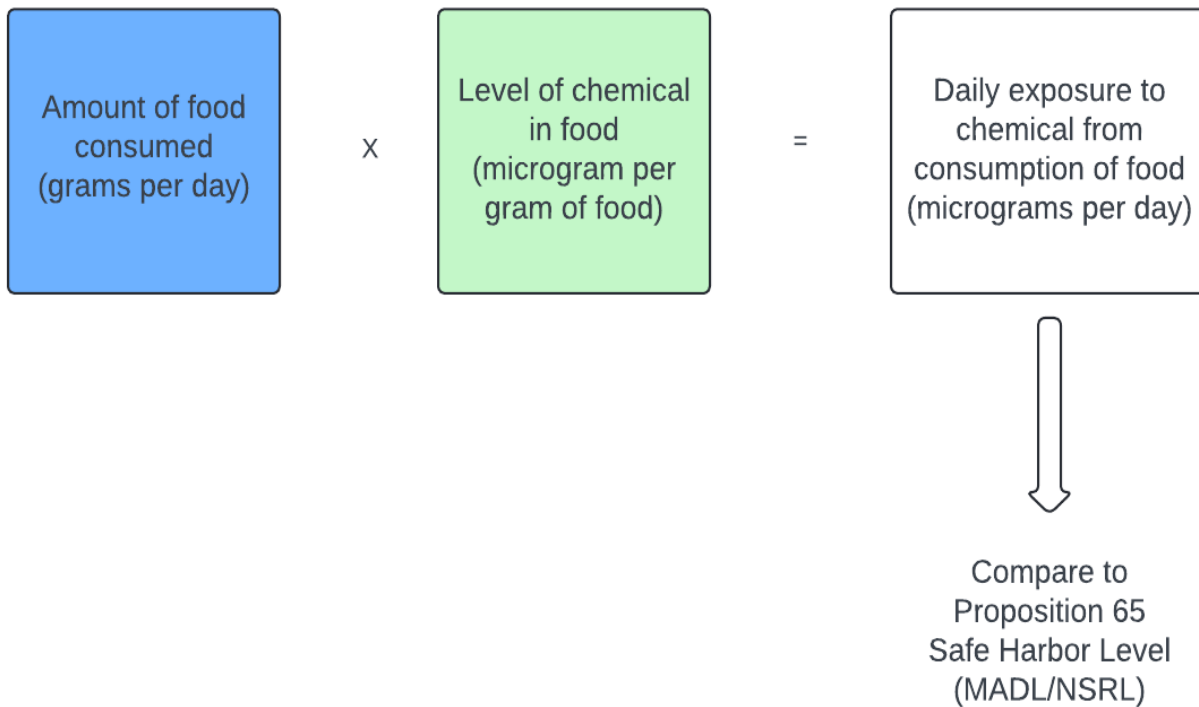 Amount of food
consumed
(grams per day)
X
Level of chemical
in food
(microgram per
gram of food)
=
Daily exposure to
chemical from
consumption of food
(micrograms per day)
Compare to
Proposition 65
Safe Harbor Level
(MADL/NSRL)